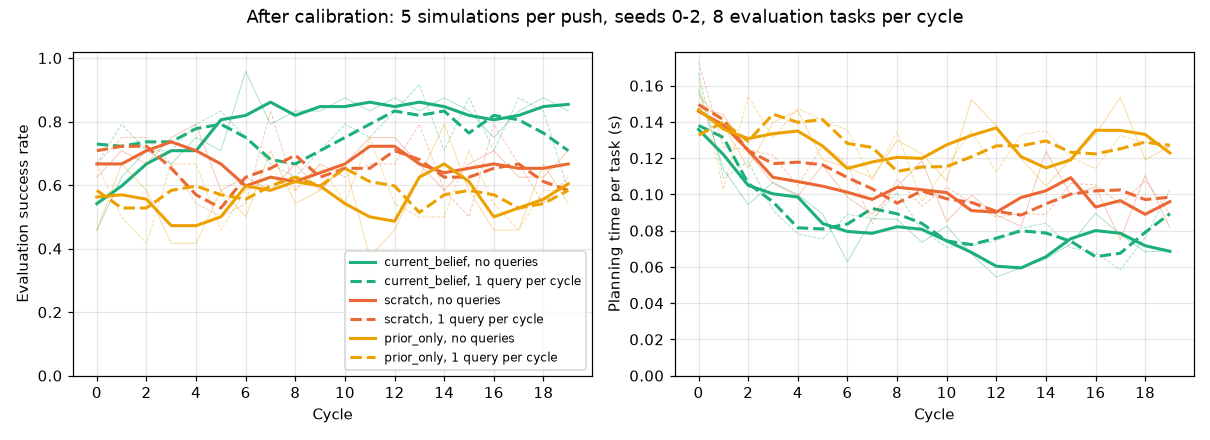 After calibration: 5 simulations per push, seeds 0-2, 8 evaluation tasks per cycle
Evaluation success rate
1.0
0.8
0.6
0.4
0.2
0.0
current_belief, no queries
current_belief, 1 query per cycle
scratch, no queries
scratch, 1 query per cycle
prior_only, no queries
prior_only, 1 query per cycle
0 2 4 6 8 10 12 14 16 18
Cycle
Planning time per task (s)
0.16
0.14
0.12
0.10
0.08
0.06
0.04
0.02
0.00
0 2 4 6 8 10 12 14 16 18
Cycle